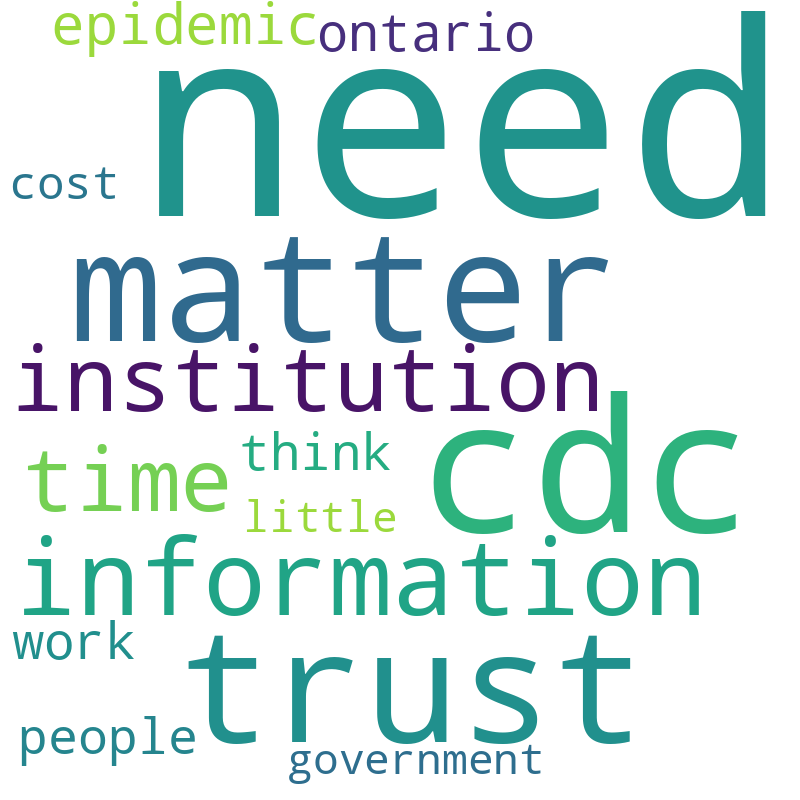 epidemic ontario
need
cost
matter
institution
cdc
think
time
little
information
work
trust
people
government